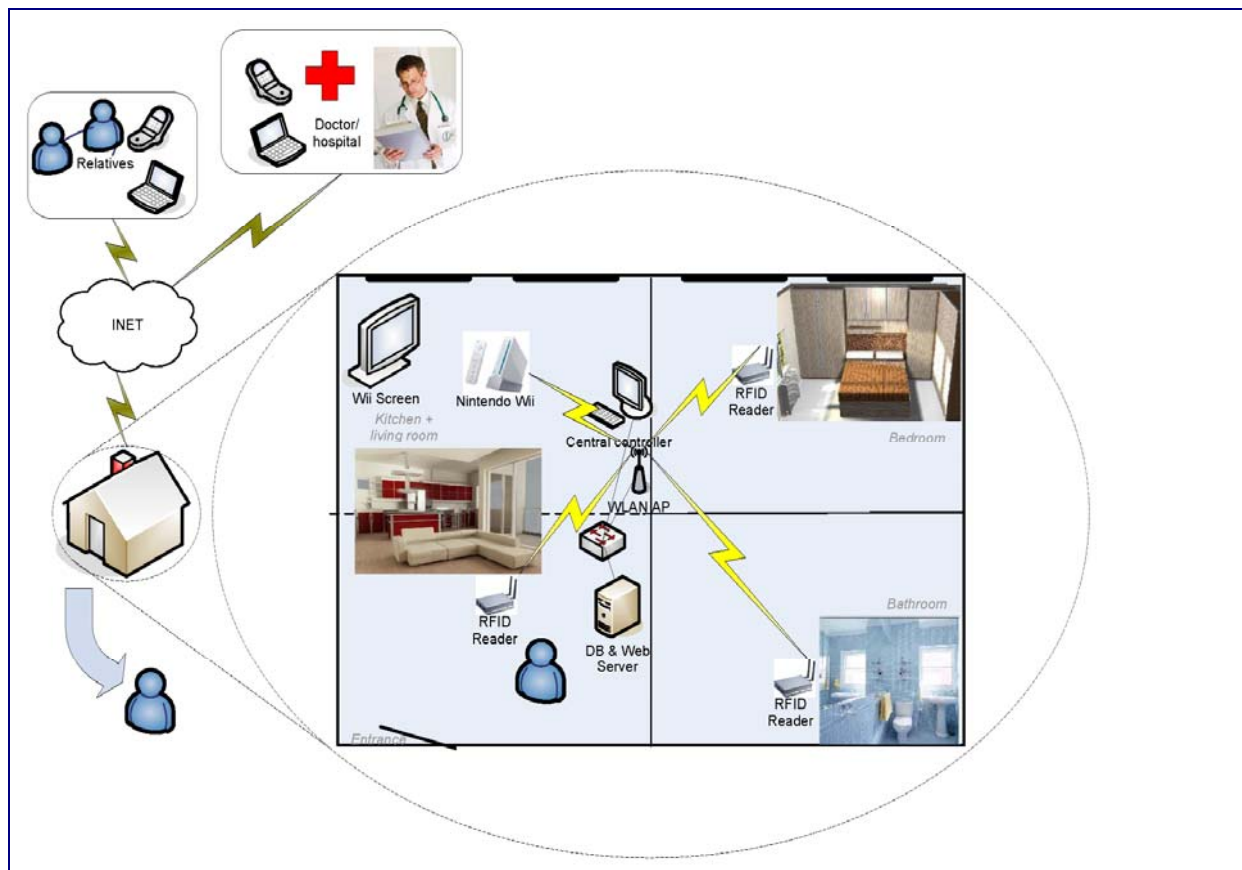 Doctor/
hospital
Relatives
INET
Wii Screen
Nintendo Wii
Kitchen +
living room
Central controller
RFID
Reader
Bedroom
WLAN AP
RFID
Reader
DB & Web
Server
Bathroom
RFID
Reader
Entrance